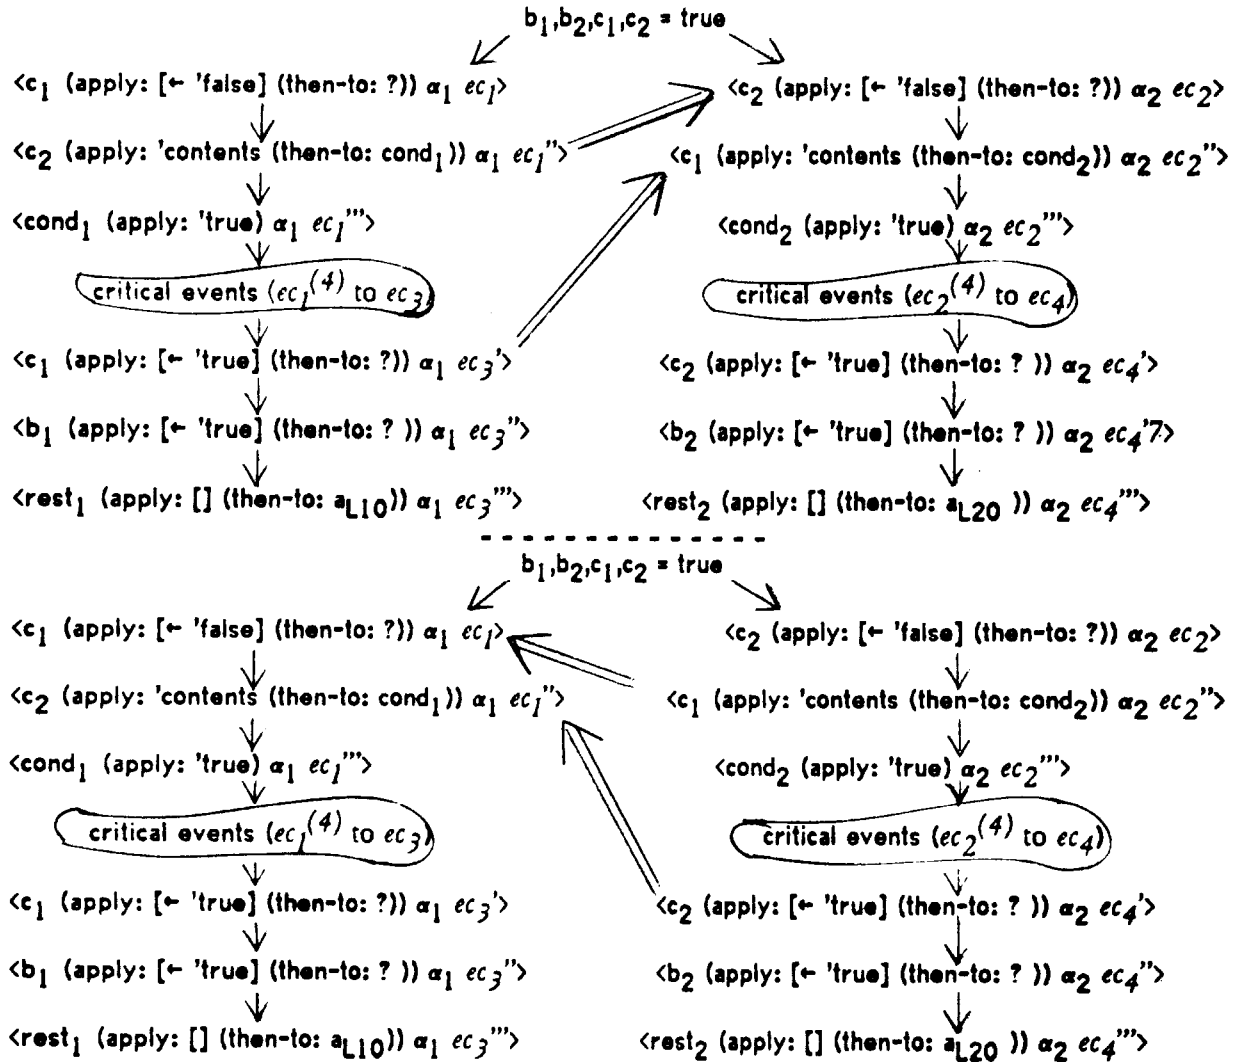 b₁,b₂,c₁,c₂ = true
<c₁ (apply: [← 'false] (then-to: ?)) α₁ ec₁>
<c₂ (apply: [← 'false] (then-to: ?)) α₂ ec₂>
<c₂ (apply: 'contents (then-to: cond₁)) α₁ ec₁''>
<c₁ (apply: 'contents (then-to: cond₂)) α₂ ec₂''>
<cond₁ (apply: 'true) α₁ ec₁'''>
<cond₂ (apply: 'true) α₂ ec₂'''>
critical events (ec₁⁽⁴⁾ to ec₃)
critical events (ec₂⁽⁴⁾ to ec₄)
<c₁ (apply: [← 'true] (then-to: ?)) α₁ ec₃'>
<c₂ (apply: [← 'true] (then-to: ? )) α₂ ec₄'>
<b₁ (apply: [← 'true] (then-to: ? )) α₁ ec₃''>
<b₂ (apply: [← 'true] (then-to: ? )) α₂ ec₄'7>
<rest₁ (apply: [] (then-to: a_L10)) α₁ ec₃'''>
<rest₂ (apply: [] (then-to: a_L20 )) α₂ ec₄'''>
b₁,b₂,c₁,c₂ = true
<c₁ (apply: [← 'false] (then-to: ?)) α₁ ec₁>
<c₂ (apply: [← 'false] (then-to: ?)) α₂ ec₂>
<c₂ (apply: 'contents (then-to: cond₁)) α₁ ec₁''>
<c₁ (apply: 'contents (then-to: cond₂)) α₂ ec₂''>
<cond₁ (apply: 'true) α₁ ec₁'''>
<cond₂ (apply: 'true) α₂ ec₂'''>
critical events (ec₁⁽⁴⁾ to ec₃)
critical events (ec₂⁽⁴⁾ to ec₄)
<c₁ (apply: [← 'true] (then-to: ?)) α₁ ec₃'>
<c₂ (apply: [← 'true] (then-to: ? )) α₂ ec₄'>
<b₁ (apply: [← 'true] (then-to: ? )) α₁ ec₃''>
<b₂ (apply: [← 'true] (then-to: ? )) α₂ ec₄''>
<rest₁ (apply: [] (then-to: a_L10)) α₁ ec₃'''>
<rest₂ (apply: [] (then-to: a_L20 )) α₂ ec₄'''>